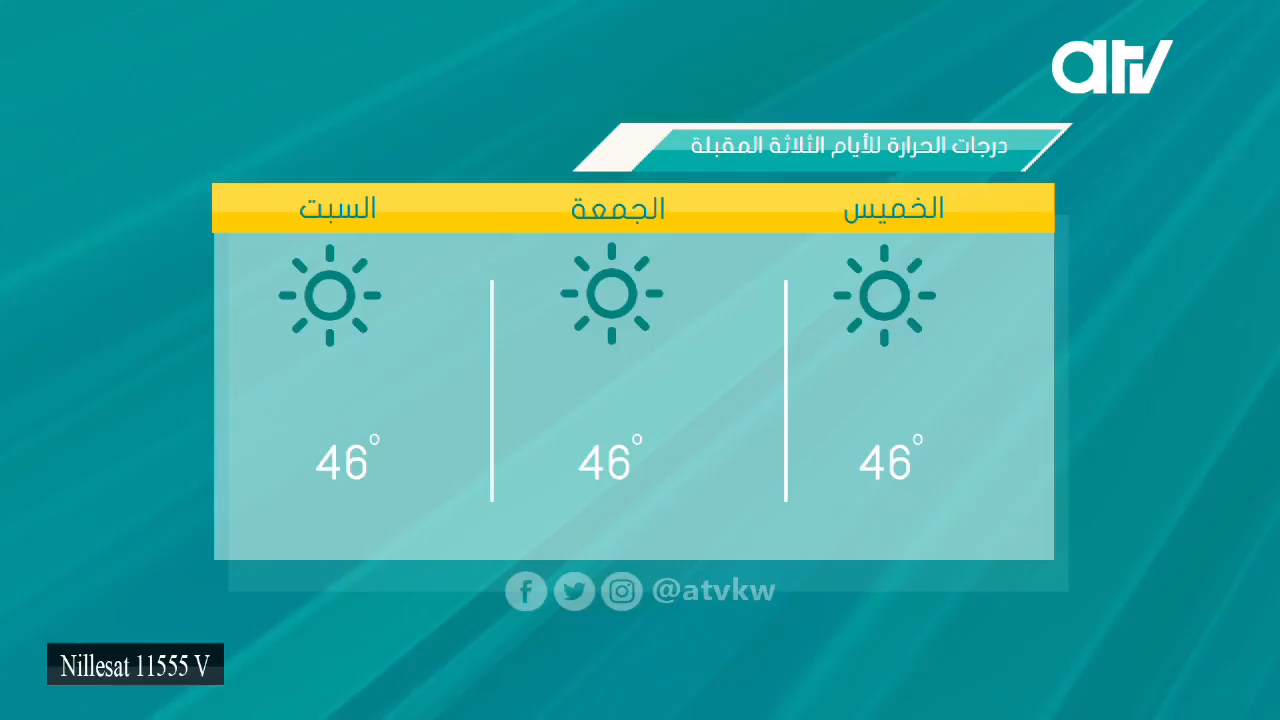 atv
درجات الحرارة للأيام الثلاثة المقبلة
الخميس الجمعة السبت
46° 46° 46°
@atvkw
Nillesat 11555 V